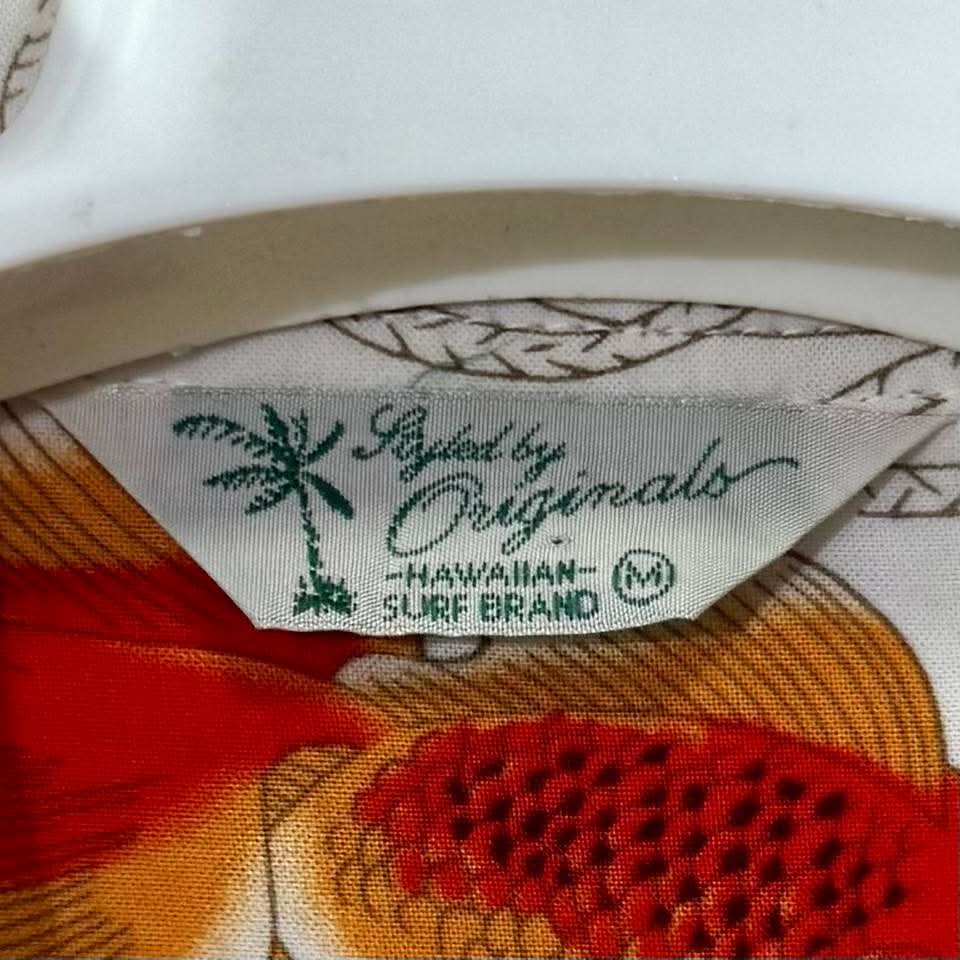 Styled by
Originals
-HAWAIIAN-
SURF BRAND
M